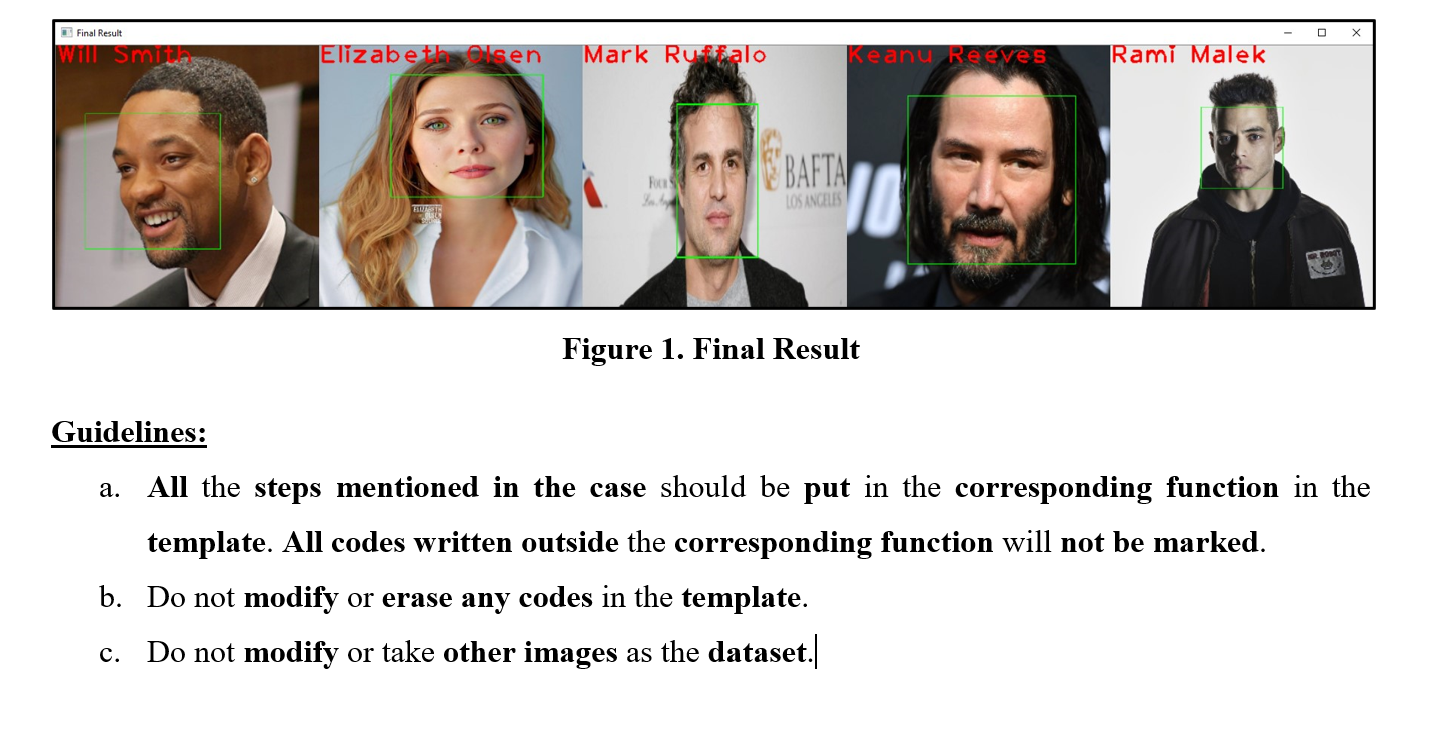 Final Result
Will Smith Elizabeth Olsen Mark Ruffalo Keanu Reeves Rami Malek
BAFTA
LOS ANGELES
ELIZABETH
OLSEN
Figure 1. Final Result
Guidelines:
a. All the steps mentioned in the case should be put in the corresponding function in the
template. All codes written outside the corresponding function will not be marked.
b. Do not modify or erase any codes in the template.
c. Do not modify or take other images as the dataset.